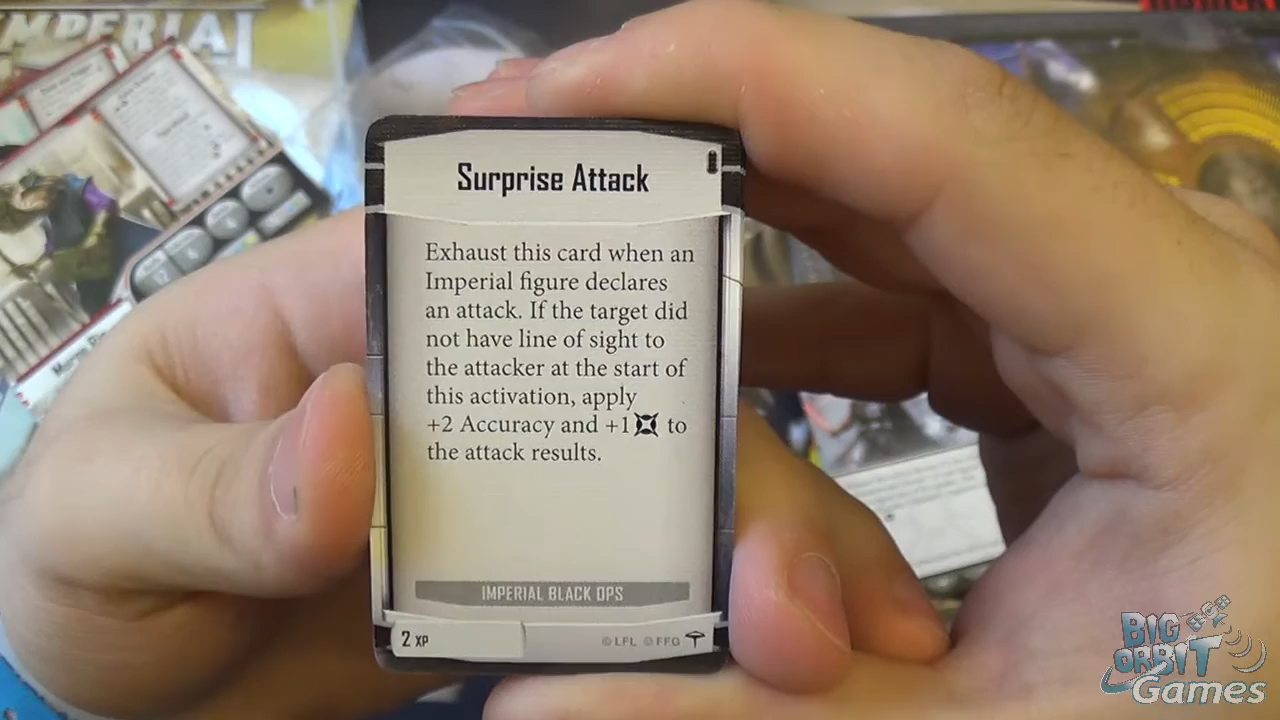 IMPERIAL
Surprise Attack
Exhaust this card when an
Imperial figure declares
an attack. If the target did
not have line of sight to
the attacker at the start of
this activation, apply
+2 Accuracy and +1 to
the attack results.
IMPERIAL BLACK OPS
2 XP
© LFL © FFG
BIG
ORBIT
Games